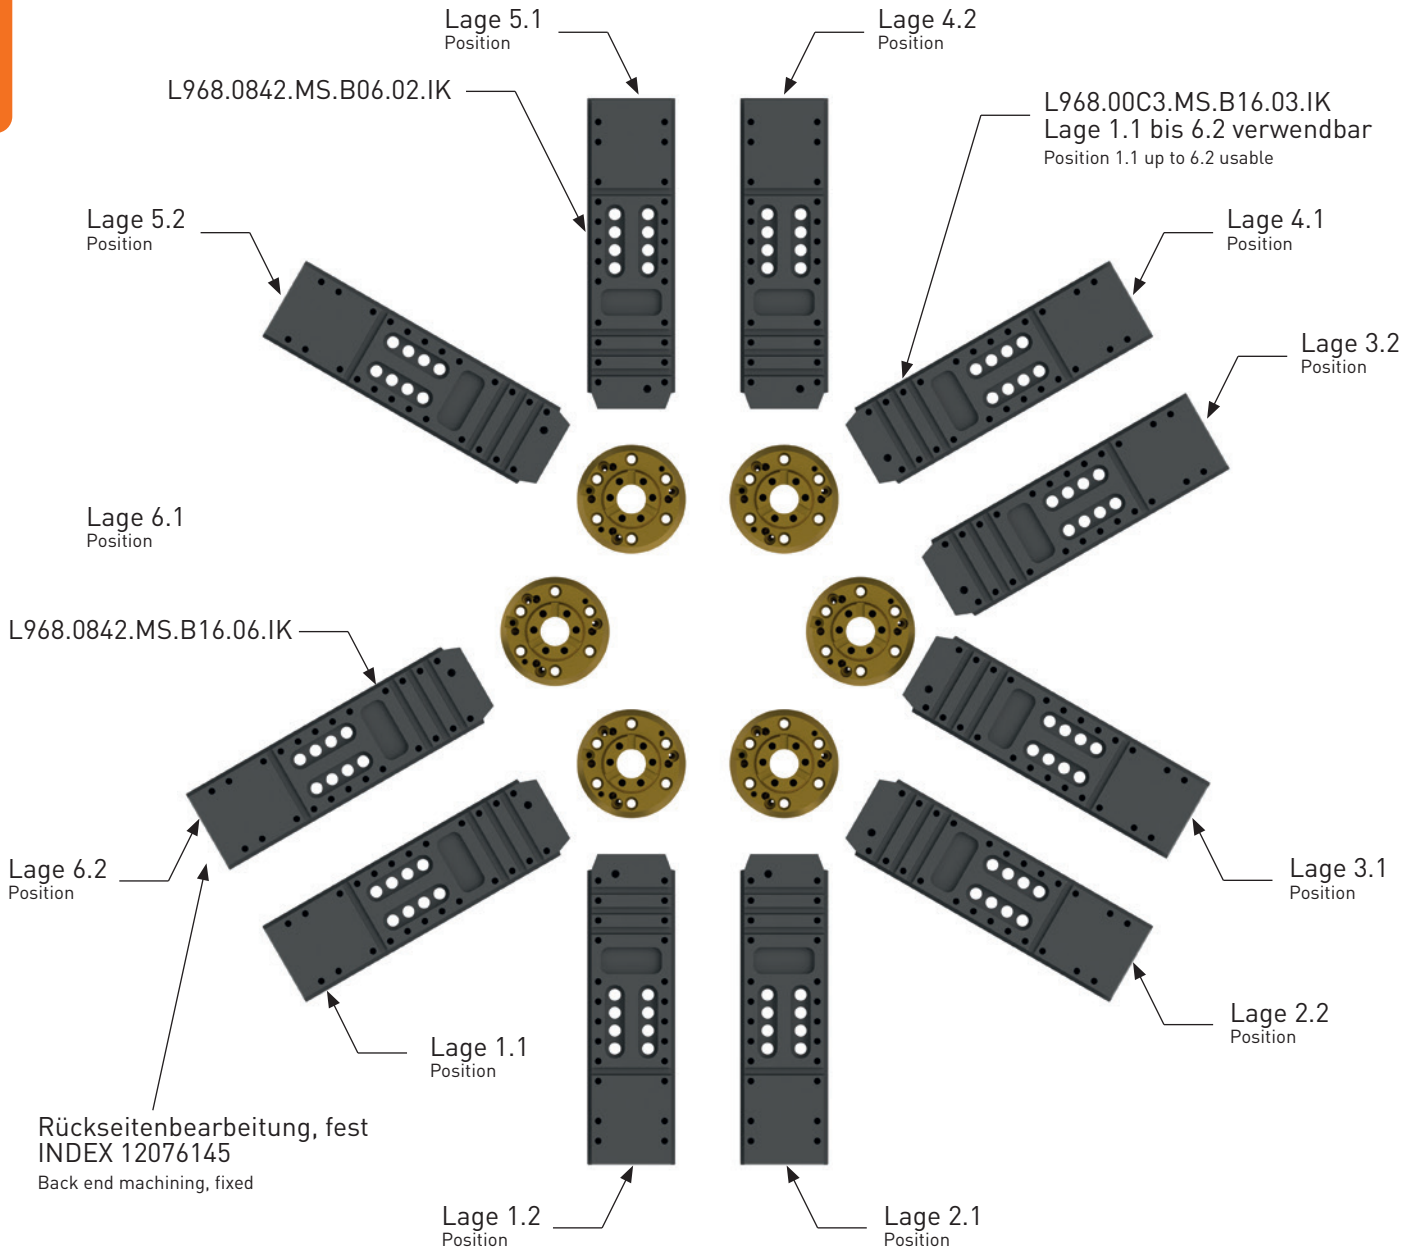 Lage 5.1
Position
Lage 4.2
Position
L968.0842.MS.B06.02.IK
L968.00C3.MS.B16.03.IK
Lage 1.1 bis 6.2 verwendbar
Position 1.1 up to 6.2 usable
Lage 5.2
Position
Lage 4.1
Position
Lage 3.2
Position
Lage 6.1
Position
L968.0842.MS.B16.06.IK
Lage 6.2
Position
Lage 3.1
Position
Lage 2.2
Position
Lage 1.1
Position
Rückseitenbearbeitung, fest
INDEX 12076145
Back end machining, fixed
Lage 1.2
Position
Lage 2.1
Position